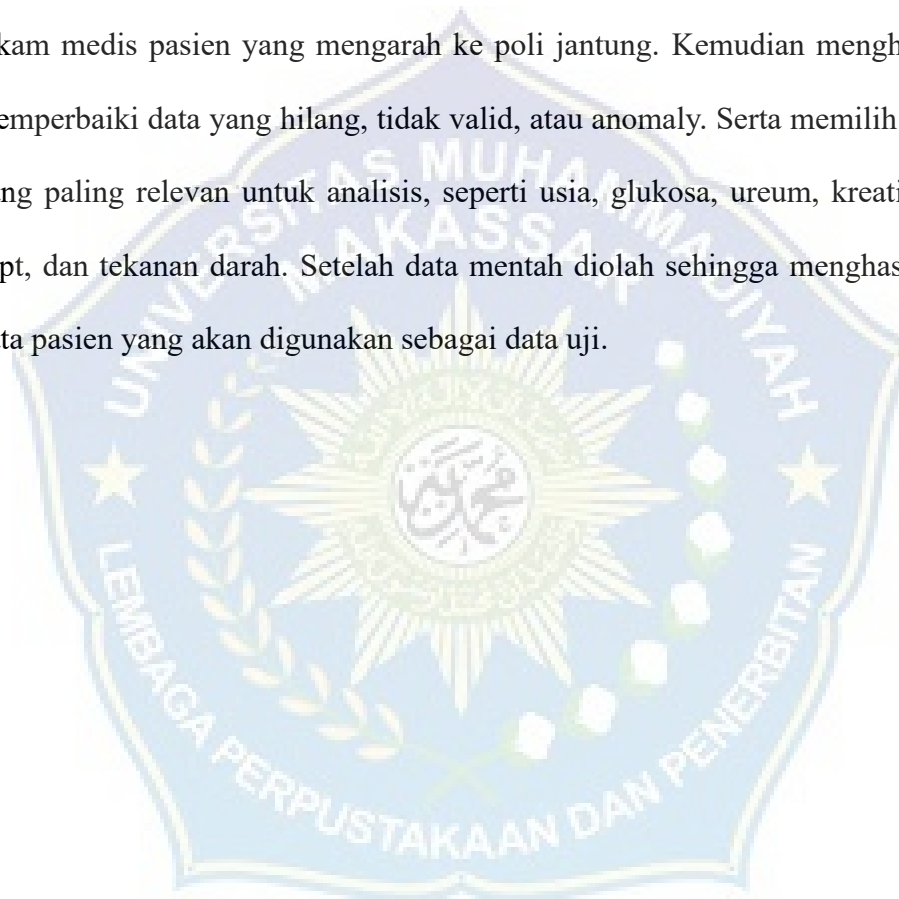 kam medis pasien yang mengarah ke poli jantung. Kemudian mengh
emperbaiki data yang hilang, tidak valid, atau anomaly. Serta memilih
ng paling relevan untuk analisis, seperti usia, glukosa, ureum, kreati
pt, dan tekanan darah. Setelah data mentah diolah sehingga menghas
ta pasien yang akan digunakan sebagai data uji.
UNIVERSITAS MUHAMMADIYAH
MAKASSAR
محمد
LEMBAGA PERPUSTAKAAN DAN PENERBITAN